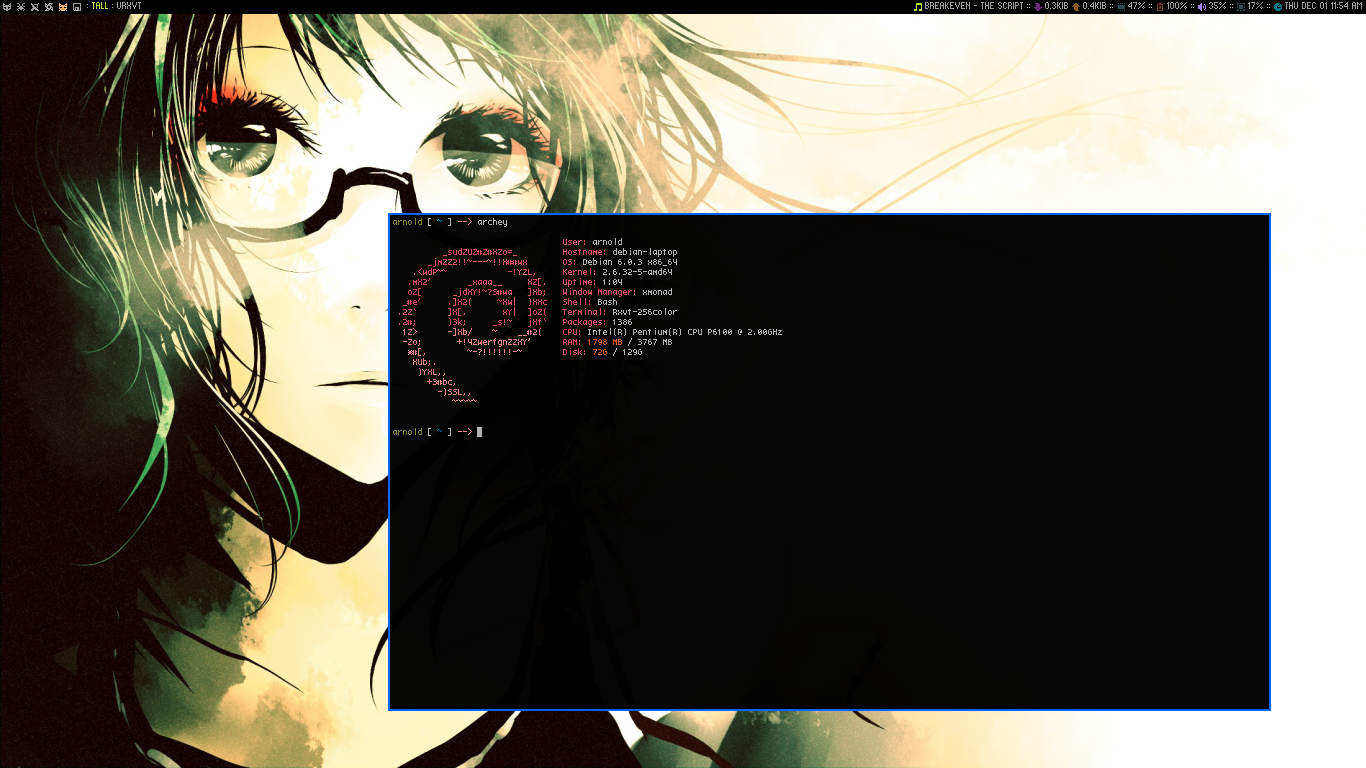 : TALL : URXVT
BREAKEVEN - THE SCRIPT :: 0.3KIB 0.4KIB :: 47% :: 100% :: 35% :: 17% :: THU DEC 01 11:54 AM
arnold [ ~ ] --> archey
User: arnold
Hostname: debian-laptop
OS: Debian 6.0.3 x86_64
Kernel: 2.6.32-5-amd64
Uptime: 1:04
Window Manager: xmonad
Shell: Bash
Terminal: Rxvt-256color
Packages: 1386
CPU: Intel(R) Pentium(R) CPU P6100 @ 2.00GHz
RAM: 1798 MB / 3767 MB
Disk: 72G / 129G
arnold [ ~ ] -->